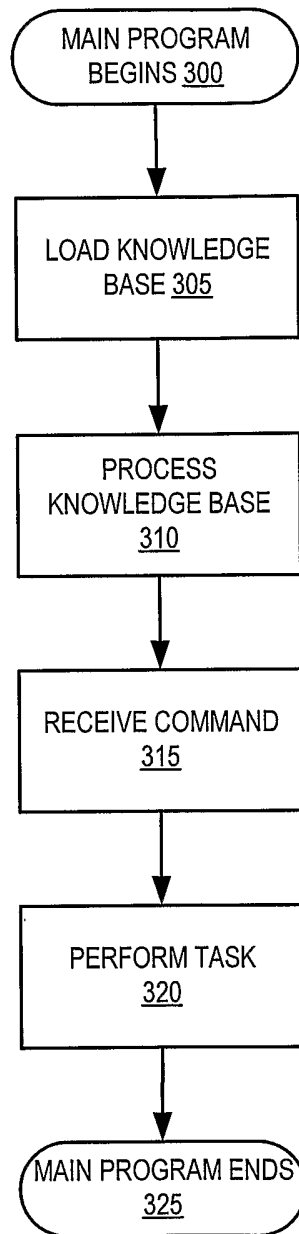 MAIN PROGRAM
BEGINS 300
LOAD KNOWLEDGE
BASE 305
PROCESS
KNOWLEDGE BASE
310
RECEIVE COMMAND
315
PERFORM TASK
320
MAIN PROGRAM ENDS
325